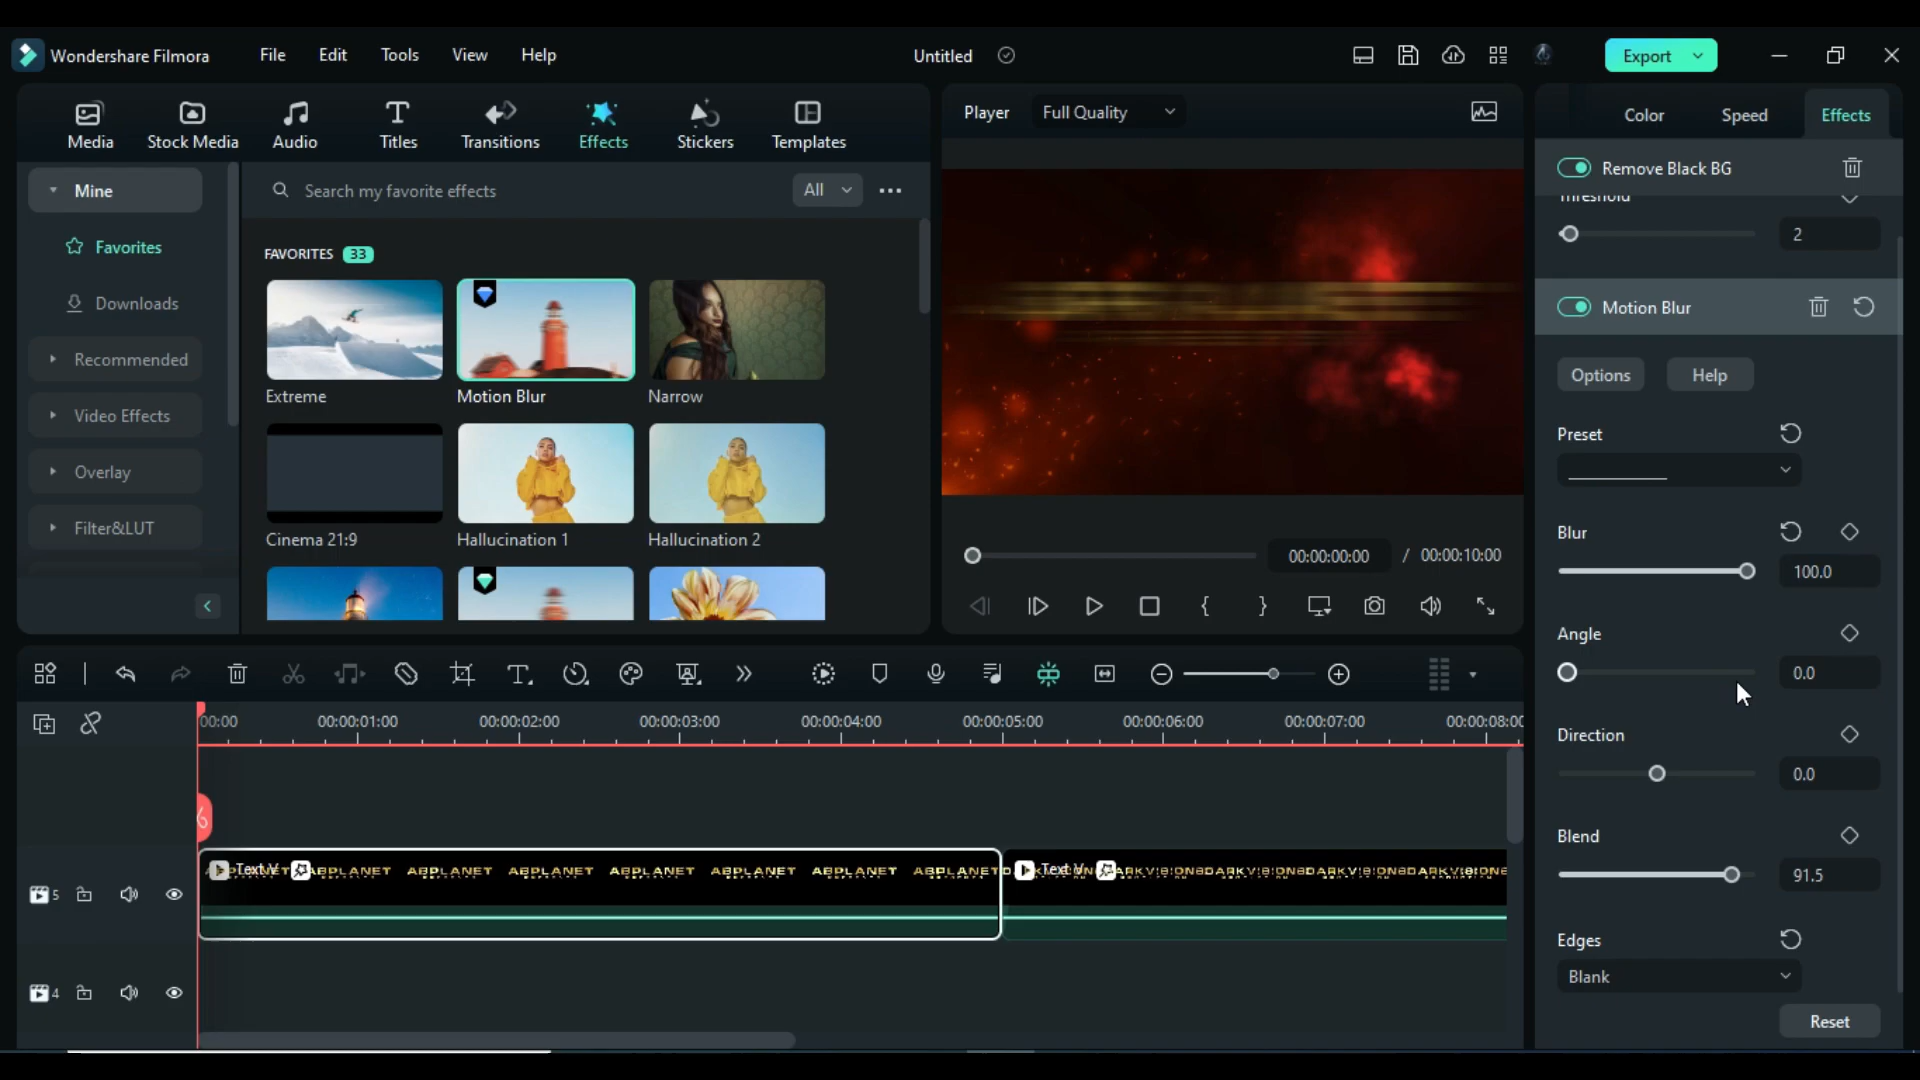 Wondershare Filmora
File
Edit
Tools
View
Help
Untitled
Export
Media
Stock Media
Audio
Titles
Transitions
Effects
Stickers
Templates
Mine
Favorites
Downloads
Recommended
Video Effects
Overlay
Filter&LUT
Search my favorite effects
All
FAVORITES 33
Extreme
Motion Blur
Narrow
Cinema 21:9
Hallucination 1
Hallucination 2
Player
Full Quality
00:00:00:00 / 00:00:10:00
Color
Speed
Effects
Remove Black BG
Threshold
2
Motion Blur
Options
Help
Preset
Blur
100.0
Angle
0.0
Direction
0.0
Blend
91.5
Edges
Blank
Reset
00:00
00:00:01:00
00:00:02:00
00:00:03:00
00:00:04:00
00:00:05:00
00:00:06:00
00:00:07:00
00:00:08:00
Text V
ABPLANET ABPLANET ABPLANET ABPLANET ABPLANET ABPLANET
Text V
5
4